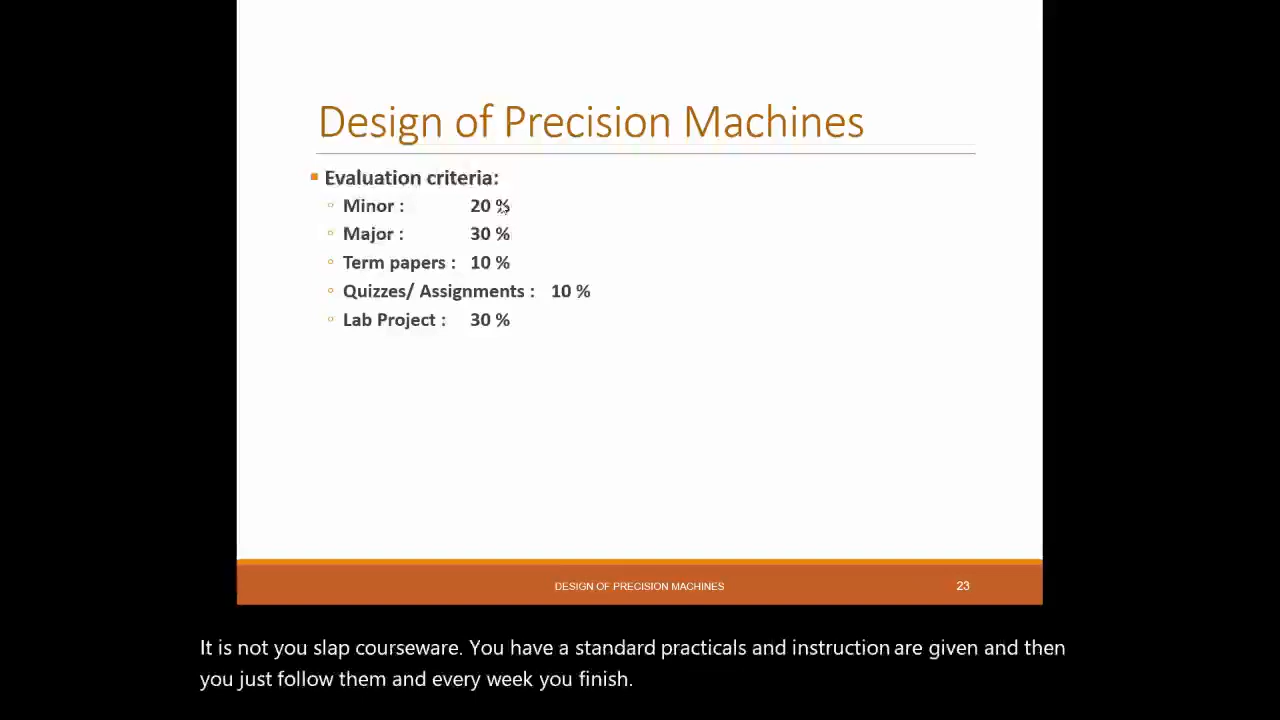 Design of Precision Machines
Evaluation criteria:
Minor : 20 %
Major : 30 %
Term papers : 10 %
Quizzes/ Assignments : 10 %
Lab Project : 30 %
DESIGN OF PRECISION MACHINES 23
It is not you slap courseware. You have a standard practicals and instruction are given and then
you just follow them and every week you finish.